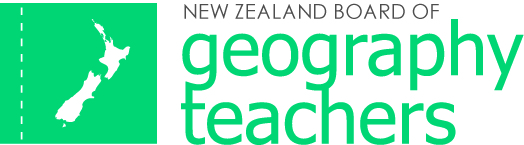 NEW ZEALAND BOARD OF
geography
teachers